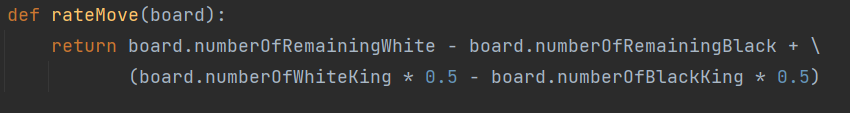 def rateMove(board):
    return board.numberOfRemainingWhite - board.numberOfRemainingBlack + \
           (board.numberOfWhiteKing * 0.5 - board.numberOfBlackKing * 0.5)